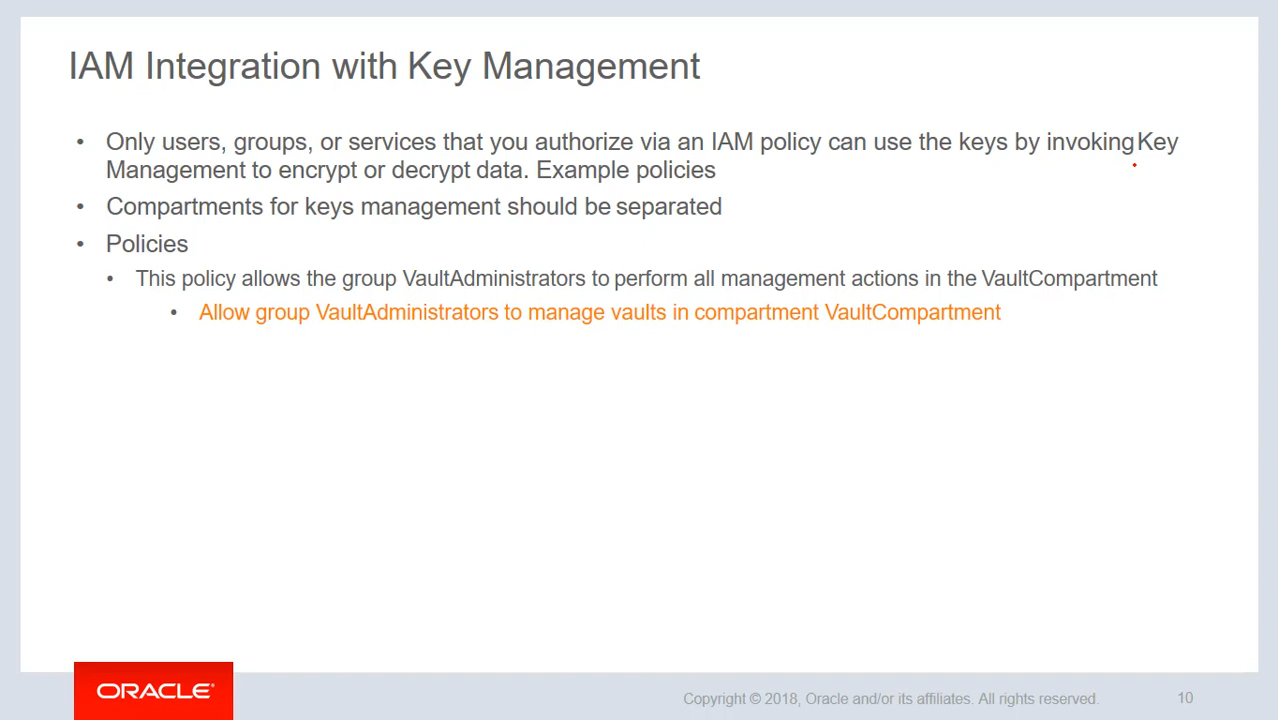 IAM Integration with Key Management
• Only users, groups, or services that you authorize via an IAM policy can use the keys by invoking Key
Management to encrypt or decrypt data. Example policies
• Compartments for keys management should be separated
• Policies
• This policy allows the group VaultAdministrators to perform all management actions in the VaultCompartment
• Allow group VaultAdministrators to manage vaults in compartment VaultCompartment
ORACLE®
Copyright © 2018, Oracle and/or its affiliates. All rights reserved.
10